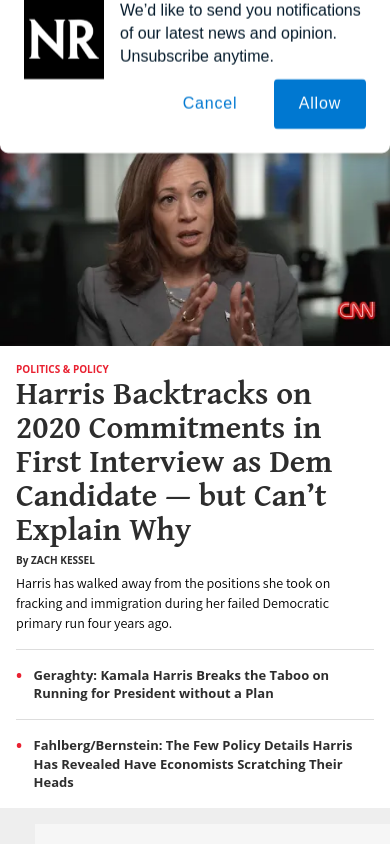 NR
We'd like to send you notifications
of our latest news and opinion.
Unsubscribe anytime.
Cancel
Allow
CNN
POLITICS & POLICY
Harris Backtracks on
2020 Commitments in
First Interview as Dem
Candidate — but Can't
Explain Why
By ZACH KESSEL
Harris has walked away from the positions she took on
fracking and immigration during her failed Democratic
primary run four years ago.
• Geraghty: Kamala Harris Breaks the Taboo on
Running for President without a Plan
• Fahlberg/Bernstein: The Few Policy Details Harris
Has Revealed Have Economists Scratching Their
Heads